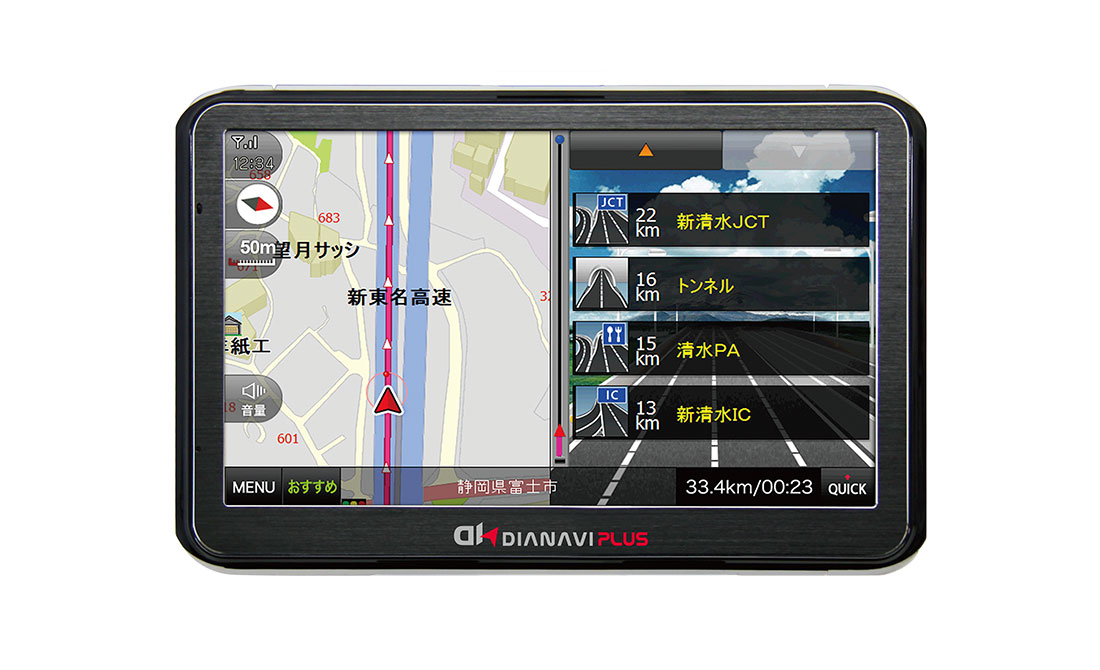 12:34
658
683
50m
望月サッシ
671
新東名高速
32
紙工
音量
18
601
MENU
おすすめ
静岡県富士市
JCT
22
km
新清水JCT
16
km
トンネル
15
km
清水PA
IC
13
km
新清水IC
33.4km/00:23
QUICK
DIANAVI PLUS